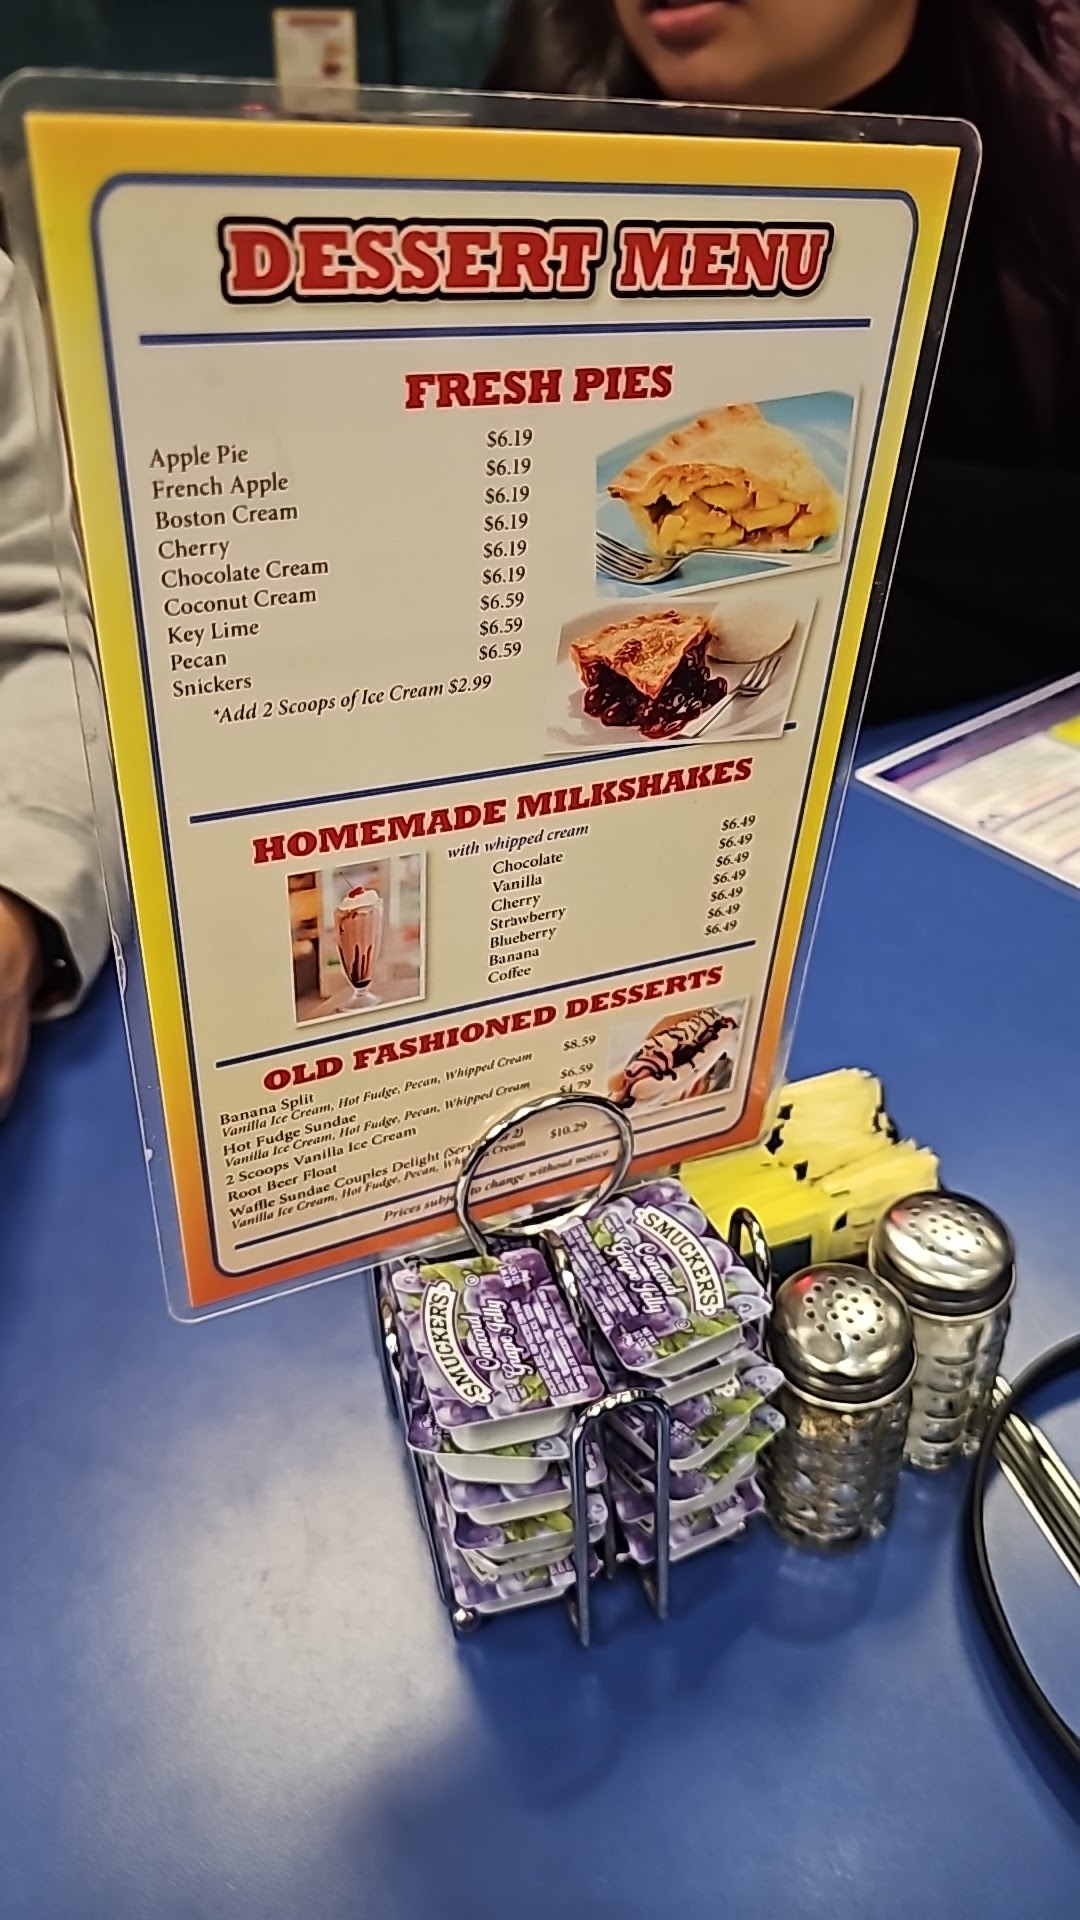 DESSERT MENU
FRESH PIES
Apple Pie $6.19
French Apple $6.19
Boston Cream $6.19
Cherry $6.19
Chocolate Cream $6.19
Coconut Cream $6.19
Key Lime $6.59
Pecan $6.59
Snickers $6.59
*Add 2 Scoops of Ice Cream $2.99
HOMEMADE MILKSHAKES
with whipped cream
Chocolate $6.49
Vanilla $6.49
Cherry $6.49
Strawberry $6.49
Blueberry $6.49
Banana $6.49
Coffee
OLD FASHIONED DESSERTS
Banana Split $8.59
Vanilla Ice Cream, Hot Fudge, Pecan, Whipped Cream
Hot Fudge Sundae $6.59
Vanilla Ice Cream, Hot Fudge, Pecan, Whipped Cream
2 Scoops Vanilla Ice Cream $4.79
Root Beer Float
Waffle Sundae Couples Delight (Serv 2) $10.29
Vanilla Ice Cream, Hot Fudge, Pecan, Wh Cream
Prices subj to change without notice
SMUCKER'S
Concord
Grape Jelly
SMUCKER'S
Concord
Grape Jelly